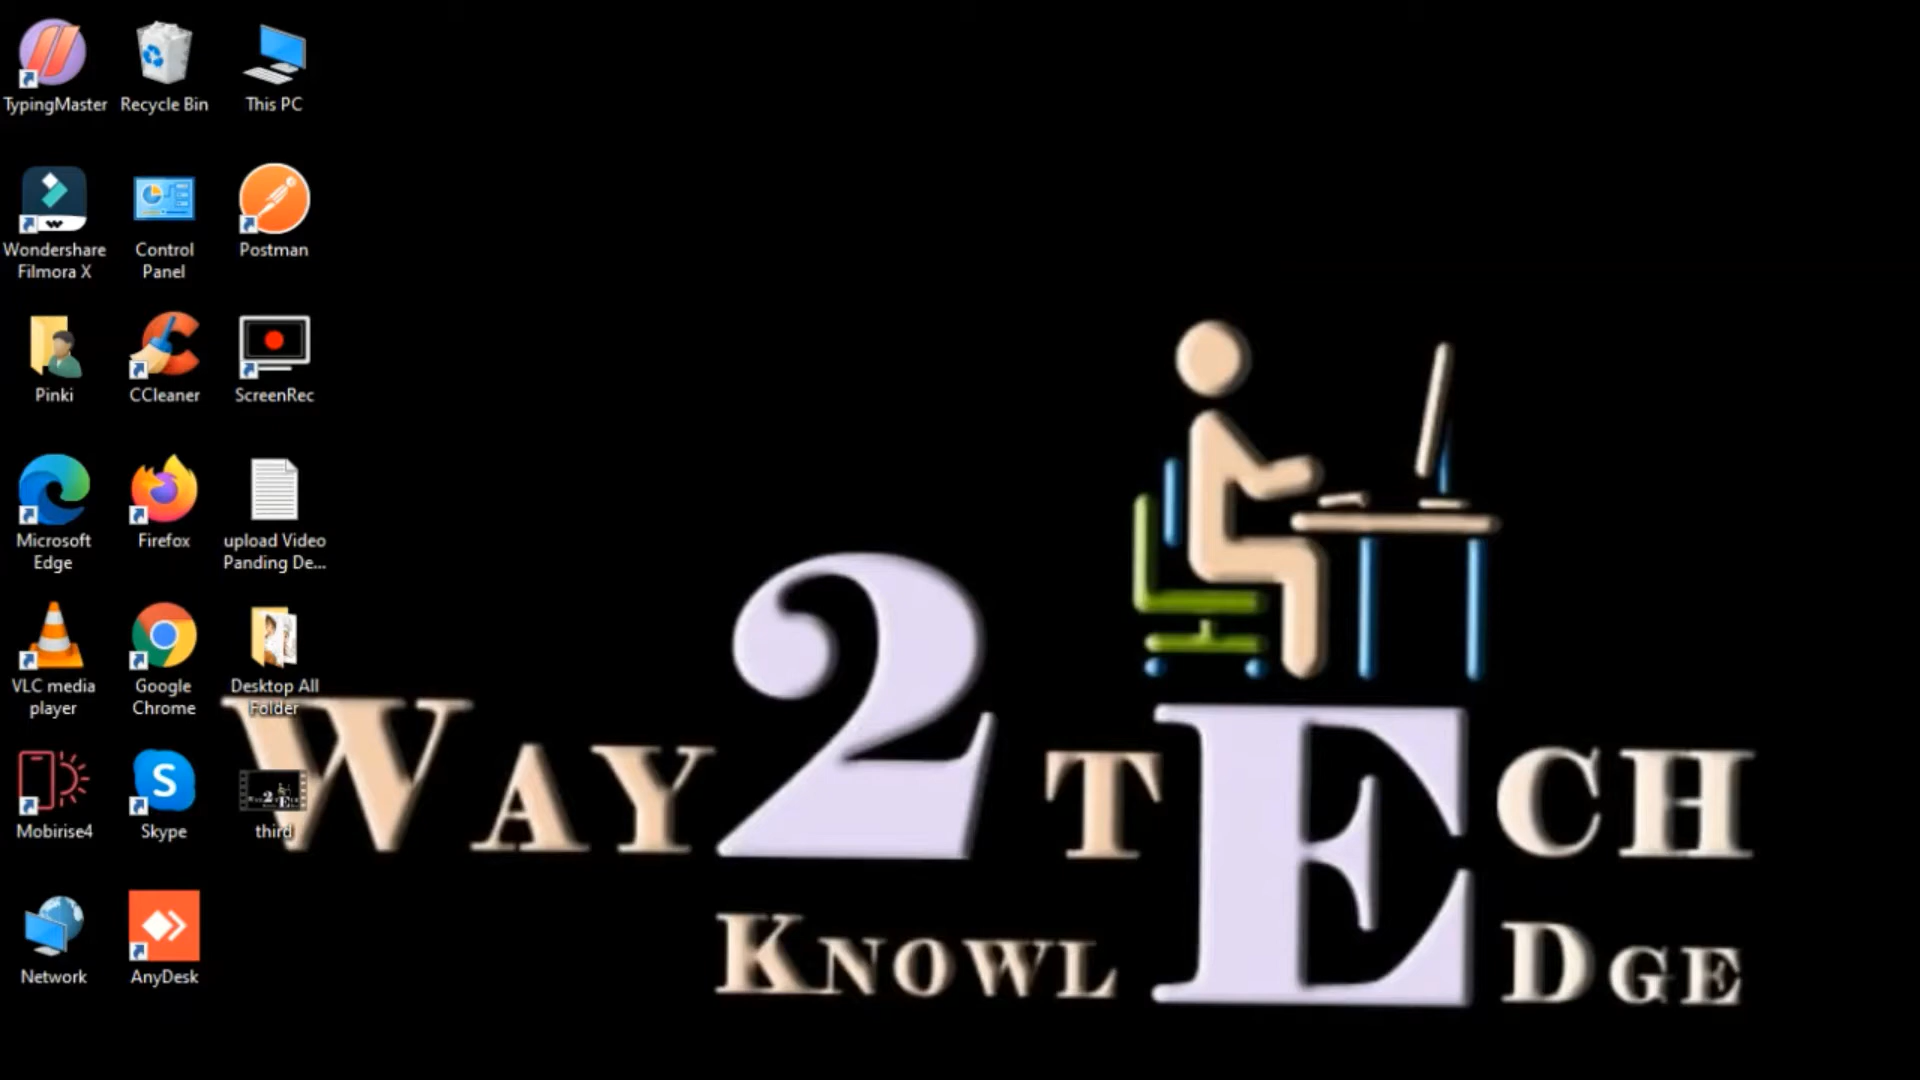 TypingMaster
Recycle Bin
This PC
Wondershare
Filmora X
Control
Panel
Postman
Pinki
CCleaner
ScreenRec
Microsoft
Edge
Firefox
upload Video
Panding De...
VLC media
player
Google
Chrome
Desktop All
Folder
Mobirise4
Skype
third
Network
AnyDesk
WAY2TECH
KNOWLEDGE